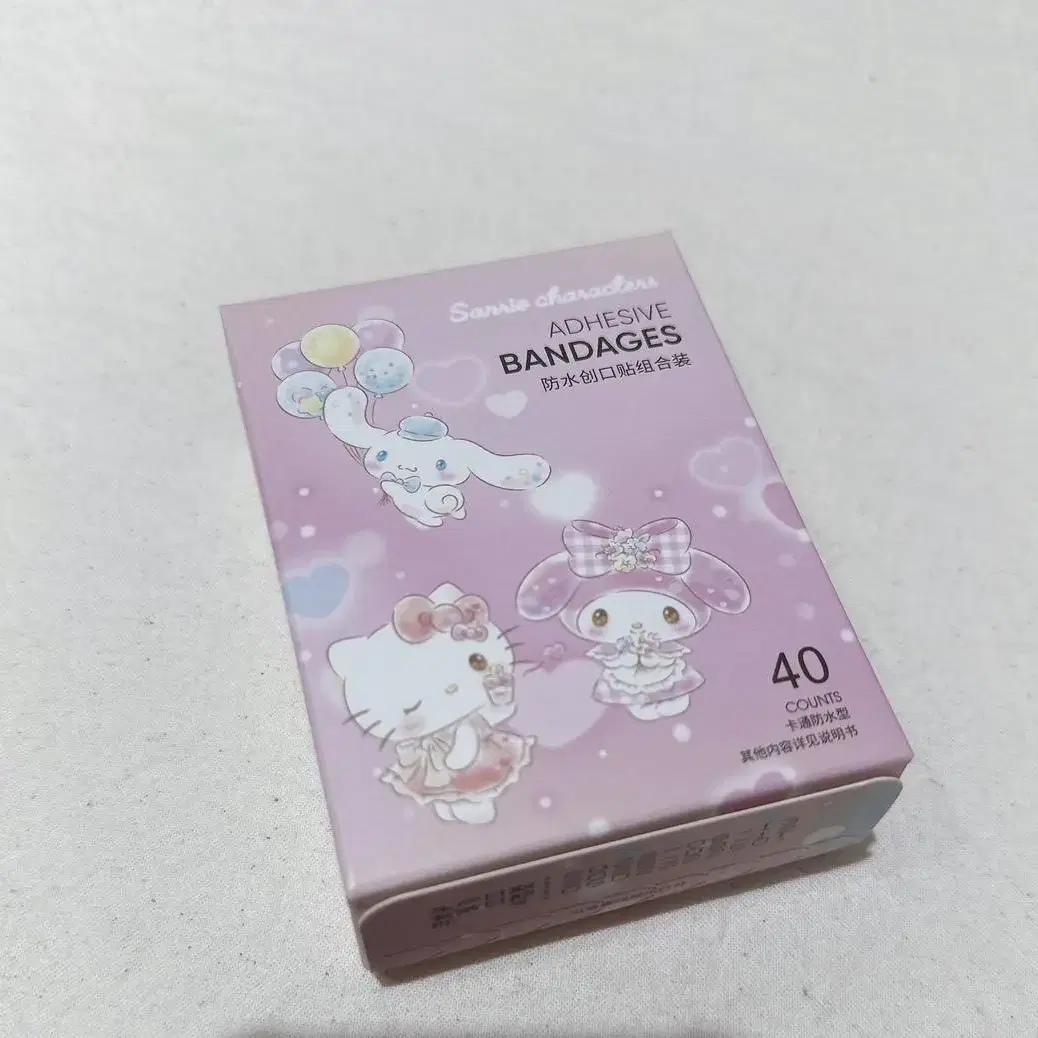 Sanrio characters
ADHESIVE
BANDAGES
防水创口贴组合装
40
COUNTS
卡通防水型
其他内容详见说明书